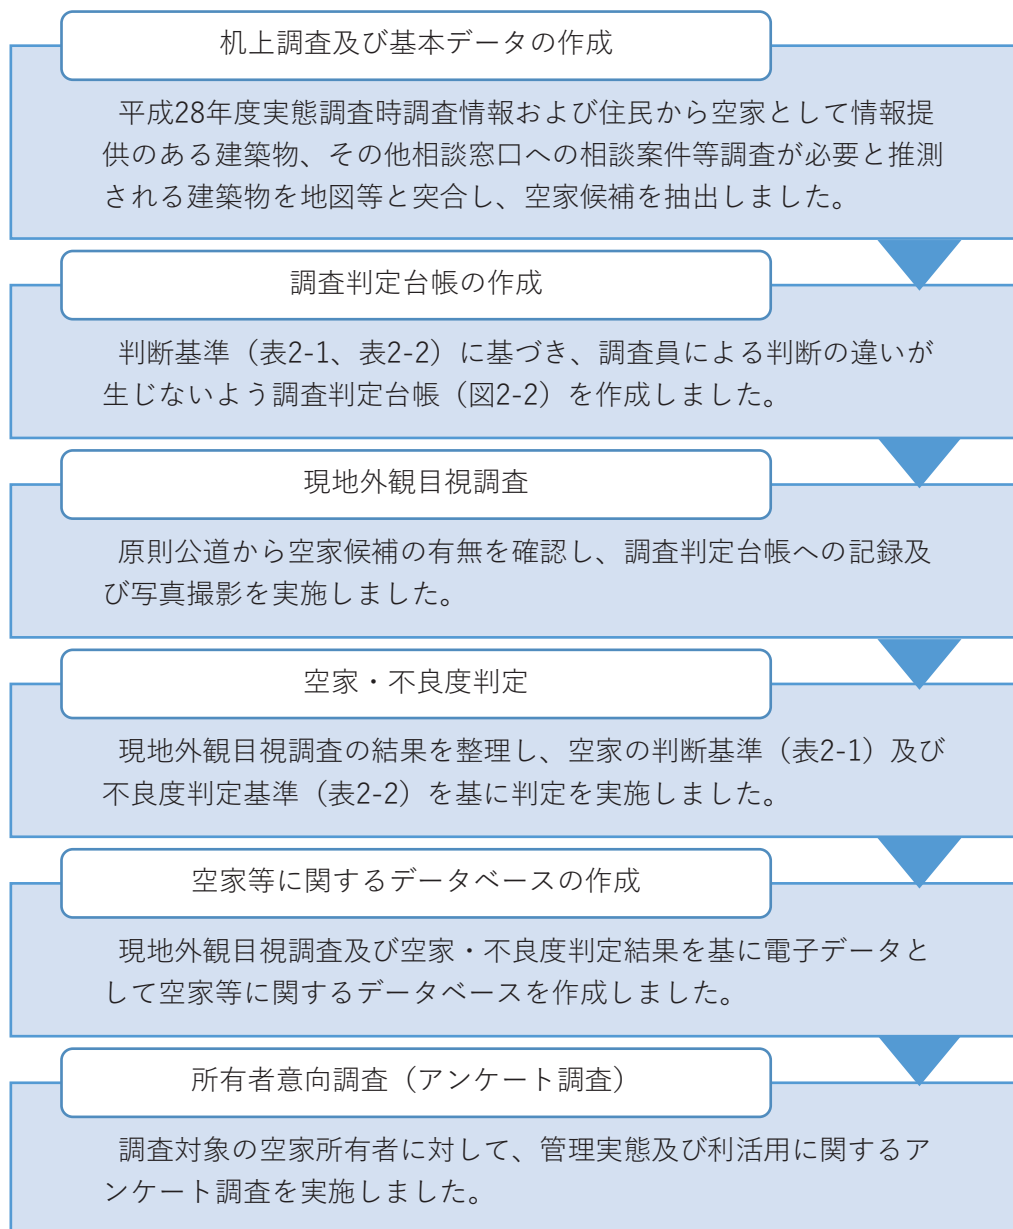 机上調査及び基本データの作成
平成28年度実態調査時調査情報および住民から空家として情報提
供のある建築物、その他相談窓口への相談案件等調査が必要と推測
される建築物を地図等と突合し、空家候補を抽出しました。
調査判定台帳の作成
判断基準（表2-1、表2-2）に基づき、調査員による判断の違いが
生じないよう調査判定台帳（図2-2）を作成しました。
現地外観目視調査
原則公道から空家候補の有無を確認し、調査判定台帳への記録及
び写真撮影を実施しました。
空家・不良度判定
現地外観目視調査の結果を整理し、空家の判断基準（表2-1）及び
不良度判定基準（表2-2）を基に判定を実施しました。
空家等に関するデータベースの作成
現地外観目視調査及び空家・不良度判定結果を基に電子データと
して空家等に関するデータベースを作成しました。
所有者意向調査（アンケート調査）
調査対象の空家所有者に対して、管理実態及び利活用に関するア
ンケート調査を実施しました。